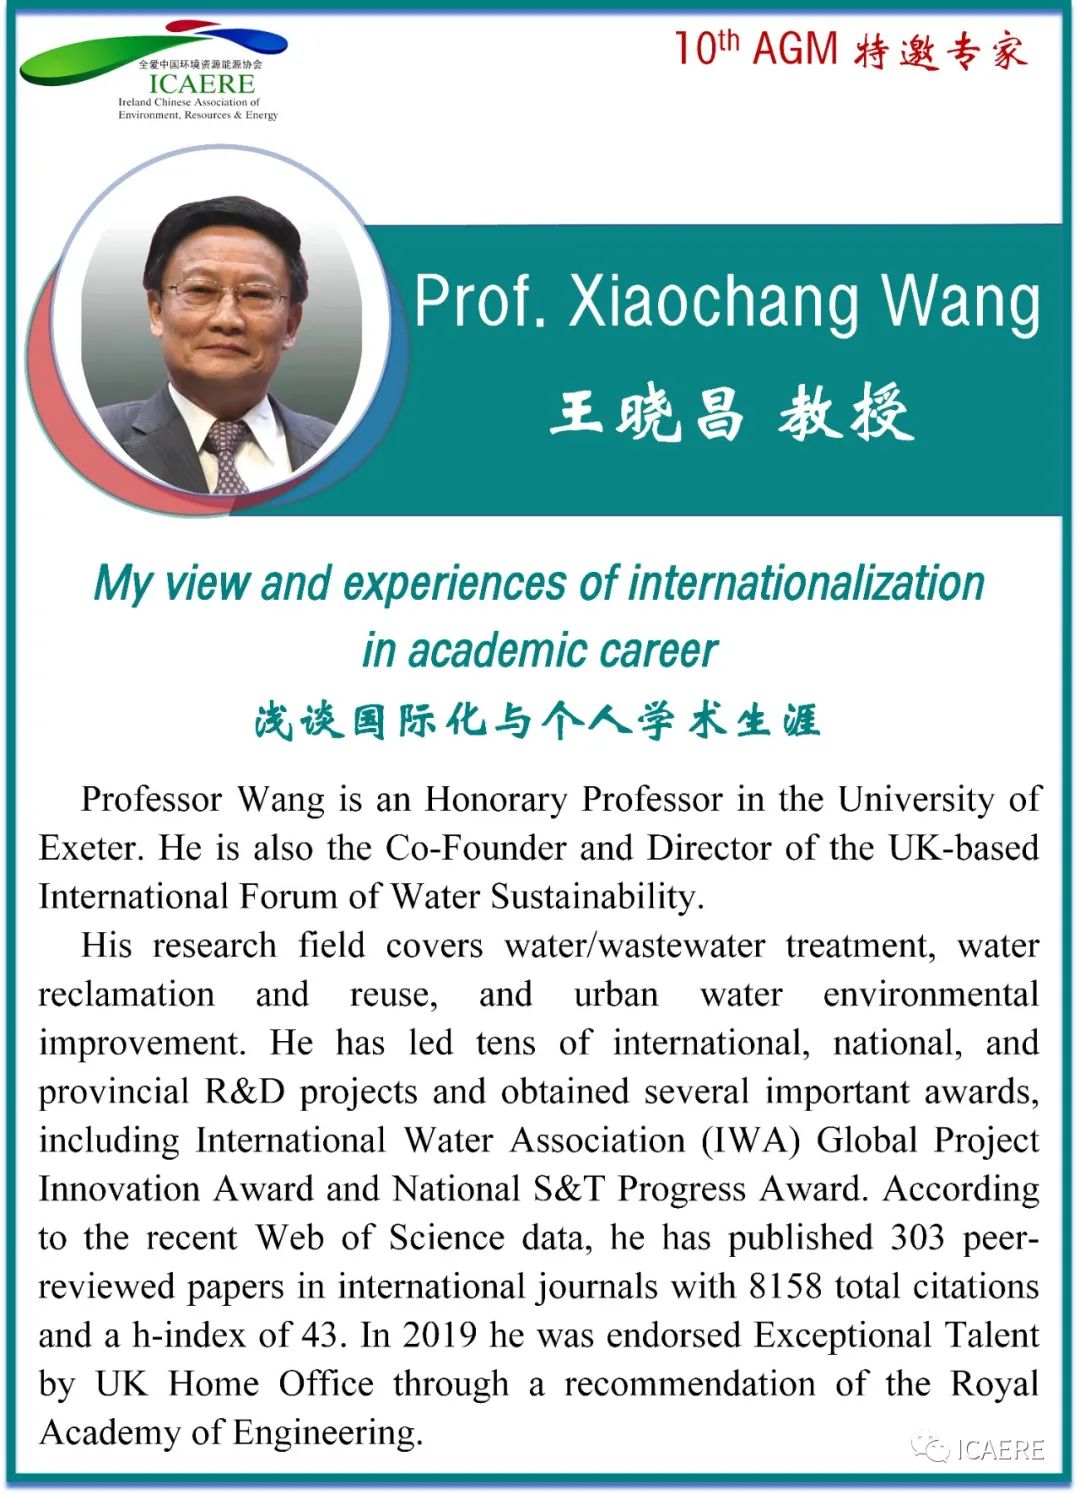 10th AGM 特邀专家
全爱中国环境资源能源协会
ICAERE
Ireland Chinese Association of
Environment, Resources & Energy
Prof. Xiaochang Wang
王晓昌 教授
My view and experiences of internationalization
in academic career
浅谈国际化与个人学术生涯
Professor Wang is an Honorary Professor in the University of
Exeter. He is also the Co-Founder and Director of the UK-based
International Forum of Water Sustainability.
His research field covers water/wastewater treatment, water
reclamation and reuse, and urban water environmental
improvement. He has led tens of international, national, and
provincial R&D projects and obtained several important awards,
including International Water Association (IWA) Global Project
Innovation Award and National S&T Progress Award. According
to the recent Web of Science data, he has published 303 peer-
reviewed papers in international journals with 8158 total citations
and a h-index of 43. In 2019 he was endorsed Exceptional Talent
by UK Home Office through a recommendation of the Royal
Academy of Engineering.
ICAERE